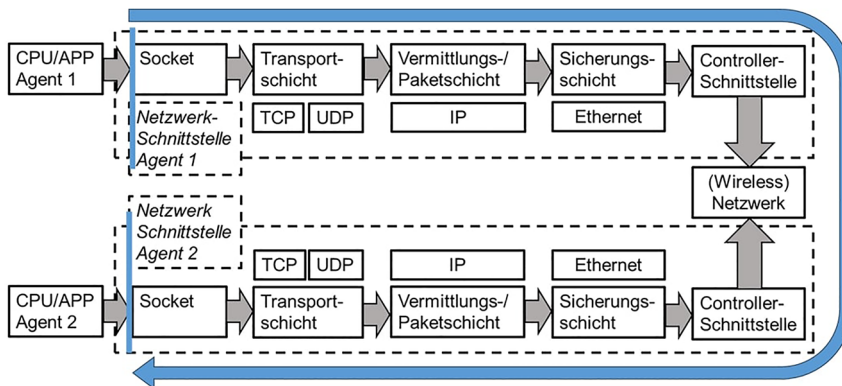 CPU/APP
Agent 1
Socket
Transport-
schicht
Vermittlungs-/
Paketschicht
Sicherungs-
schicht
Controller-
Schnittstelle
Netzwerk-
Schnittstelle
Agent 1
TCP
UDP
IP
Ethernet
(Wireless)
Netzwerk
Netzwerk
Schnittstelle
Agent 2
TCP
UDP
IP
Ethernet
CPU/APP
Agent 2
Socket
Transport-
schicht
Vermittlungs-/
Paketschicht
Sicherungs-
schicht
Controller-
Schnittstelle